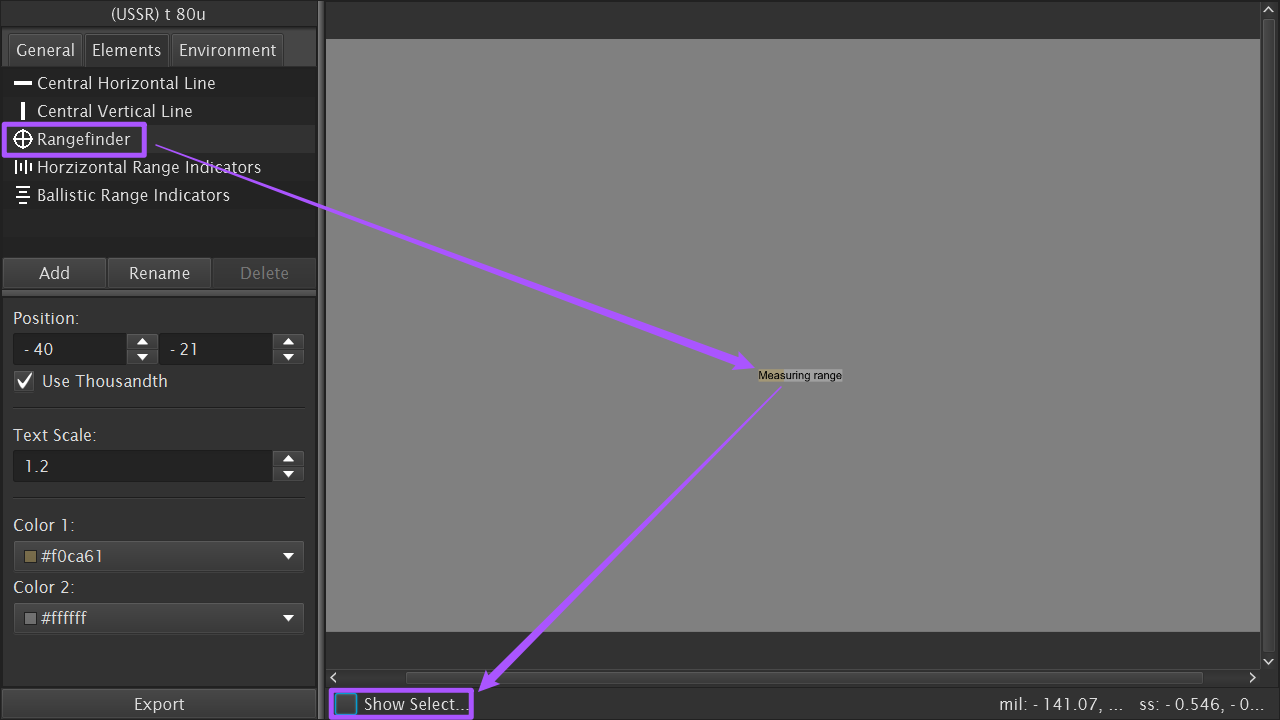 (USSR) t 80u
General Elements Environment
Central Horizontal Line
Central Vertical Line
Rangefinder
Horzizontal Range Indicators
Ballistic Range Indicators
Add Rename Delete
Position:
- 40 - 21
Use Thousandth
Text Scale:
1.2
Color 1:
#f0ca61
Color 2:
#ffffff
Export
Measuring range
Show Select...
mil: - 141.07, ... ss: - 0.546, - 0...